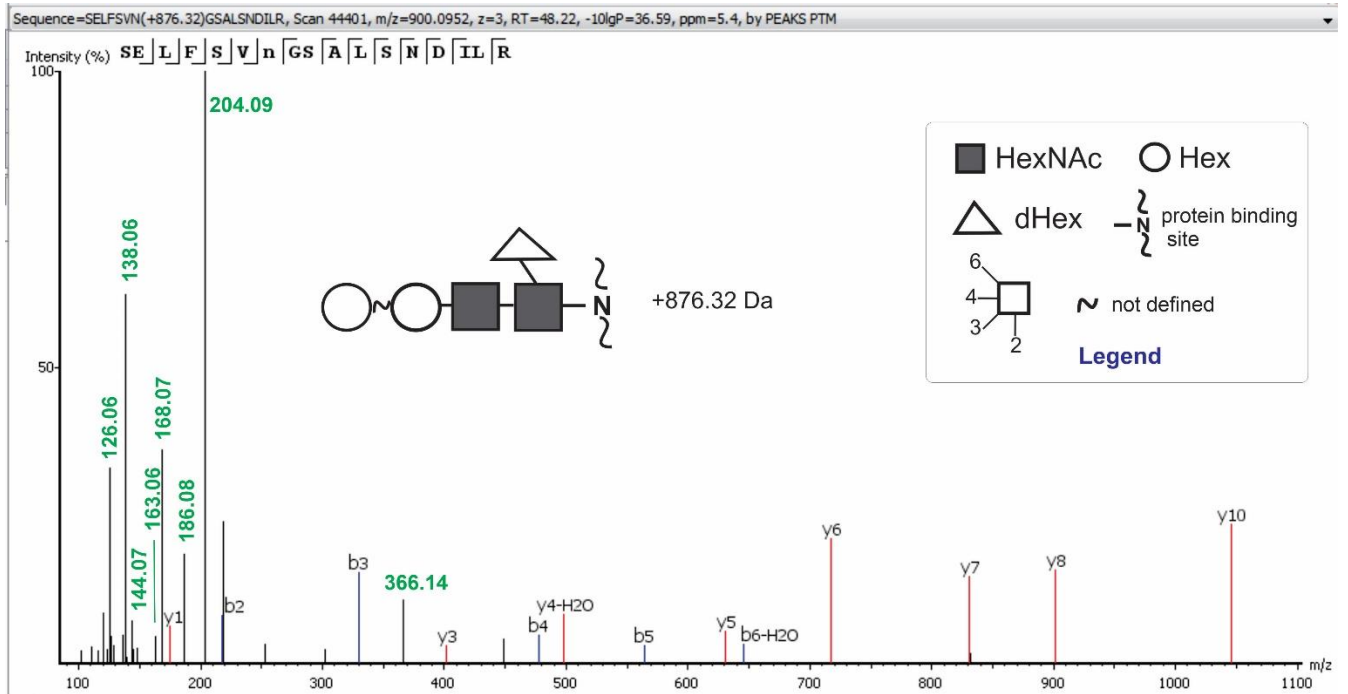 Sequence=SELFSVN(+876.32)GSALSNDILR, Scan 44401, m/z=900.0952, z=3, RT=48.22, -10lgP=36.59, ppm=5.4, by PEAKS PTM
Intensity (%) SE L F S V n GS A L S N D IL R
100
204.09
HexNAc Hex
dHex N protein binding
site
6
4
3
2
~ not defined
Legend
138.06
N +876.32 Da
50
126.06
144.07
163.06
168.07
186.08
y1
b2
b3
366.14
y3
b4
y4-H2O
b5
y5
b6-H2O
y6
y7
y8
y10
100 200 300 400 500 600 700 800 900 1000 1100 m/z